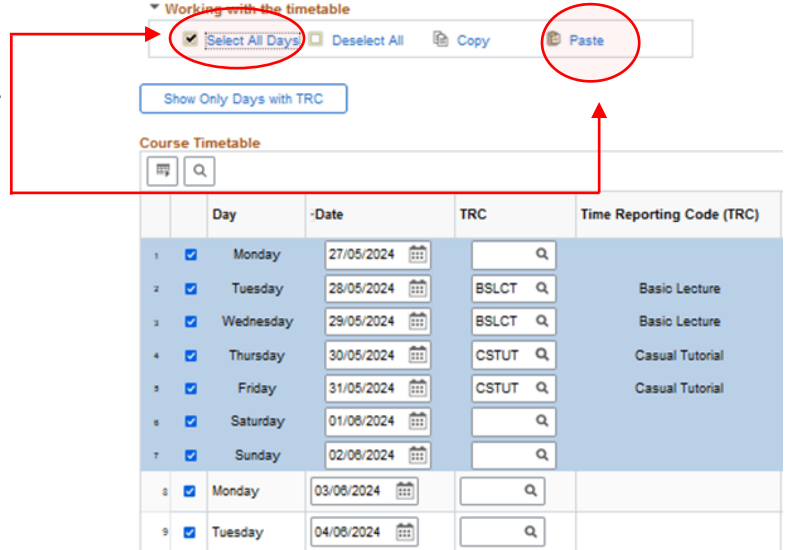 Working with the timetable
Select All Days Deselect All Copy Paste
Show Only Days with TRC
Course Timetable
Day -Date TRC Time Reporting Code (TRC)
1 Monday 27/05/2024
2 Tuesday 28/05/2024 BSLCT Basic Lecture
3 Wednesday 29/05/2024 BSLCT Basic Lecture
4 Thursday 30/05/2024 CSTUT Casual Tutorial
5 Friday 31/05/2024 CSTUT Casual Tutorial
6 Saturday 01/06/2024
7 Sunday 02/06/2024
8 Monday 03/06/2024
9 Tuesday 04/06/2024